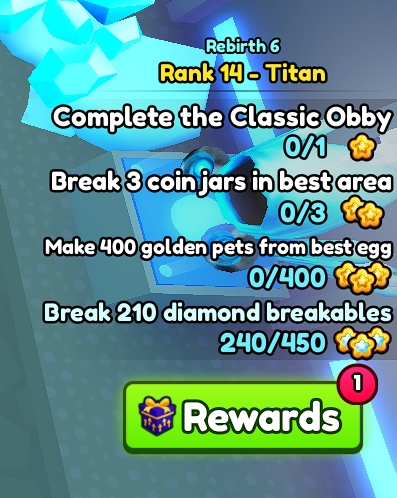 Rebirth 6
Rank 14 - Titan
Complete the Classic Obby
0/1
Break 3 coin jars in best area
0/3
Make 400 golden pets from best egg
0/400
Break 210 diamond breakables
240/450
1
Rewards